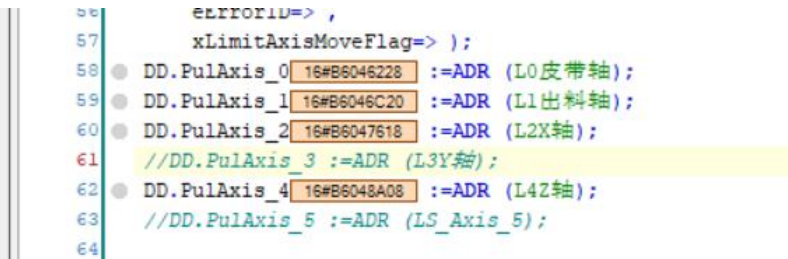 56 eErrorID=> ,
57 xLimitAxisMoveFlag=> );
58 DD.PulAxis_0 16#B6046228 :=ADR (L0皮带轴);
59 DD.PulAxis_1 16#B6046C20 :=ADR (L1出料轴);
60 DD.PulAxis_2 16#B6047618 :=ADR (L2X轴);
61 //DD.PulAxis_3 :=ADR (L3Y轴);
62 DD.PulAxis_4 16#B6048A08 :=ADR (L4Z轴);
63 //DD.PulAxis_5 :=ADR (LS_Axis_5);
64